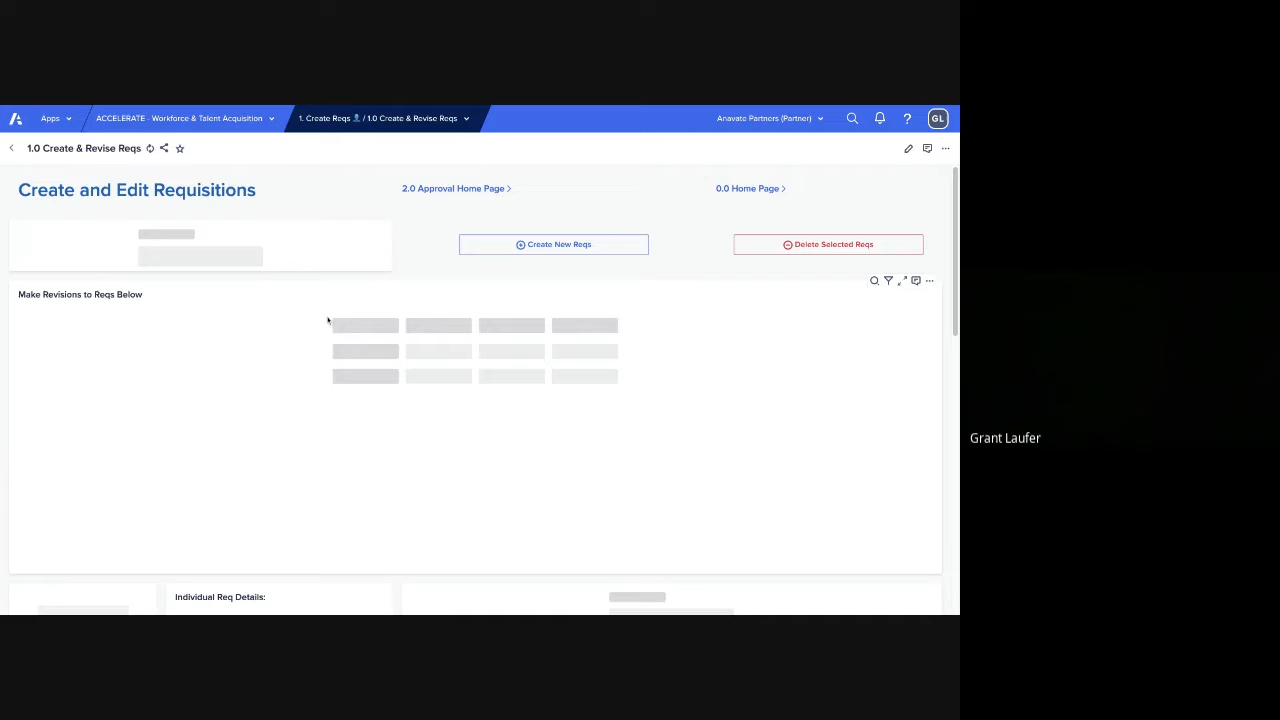 Apps
ACCELERATE - Workforce & Talent Acquisition
1. Create Reqs 👤 / 1.0 Create & Revise Reqs
Anavate Partners (Partner)
?
GL
1.0 Create & Revise Reqs
Create and Edit Requisitions
2.0 Approval Home Page
0.0 Home Page
Create New Reqs
Delete Selected Reqs
Make Revisions to Reqs Below
Grant Laufer
Individual Req Details: